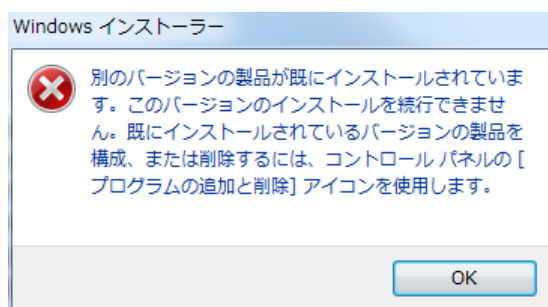 Windows インストーラー
別のバージョンの製品が既にインストールされていま
す。このバージョンのインストールを続行できませ
ん。既にインストールされているバージョンの製品を
構成、または削除するには、コントロール パネルの [
プログラムの追加と削除] アイコンを使用します。
OK